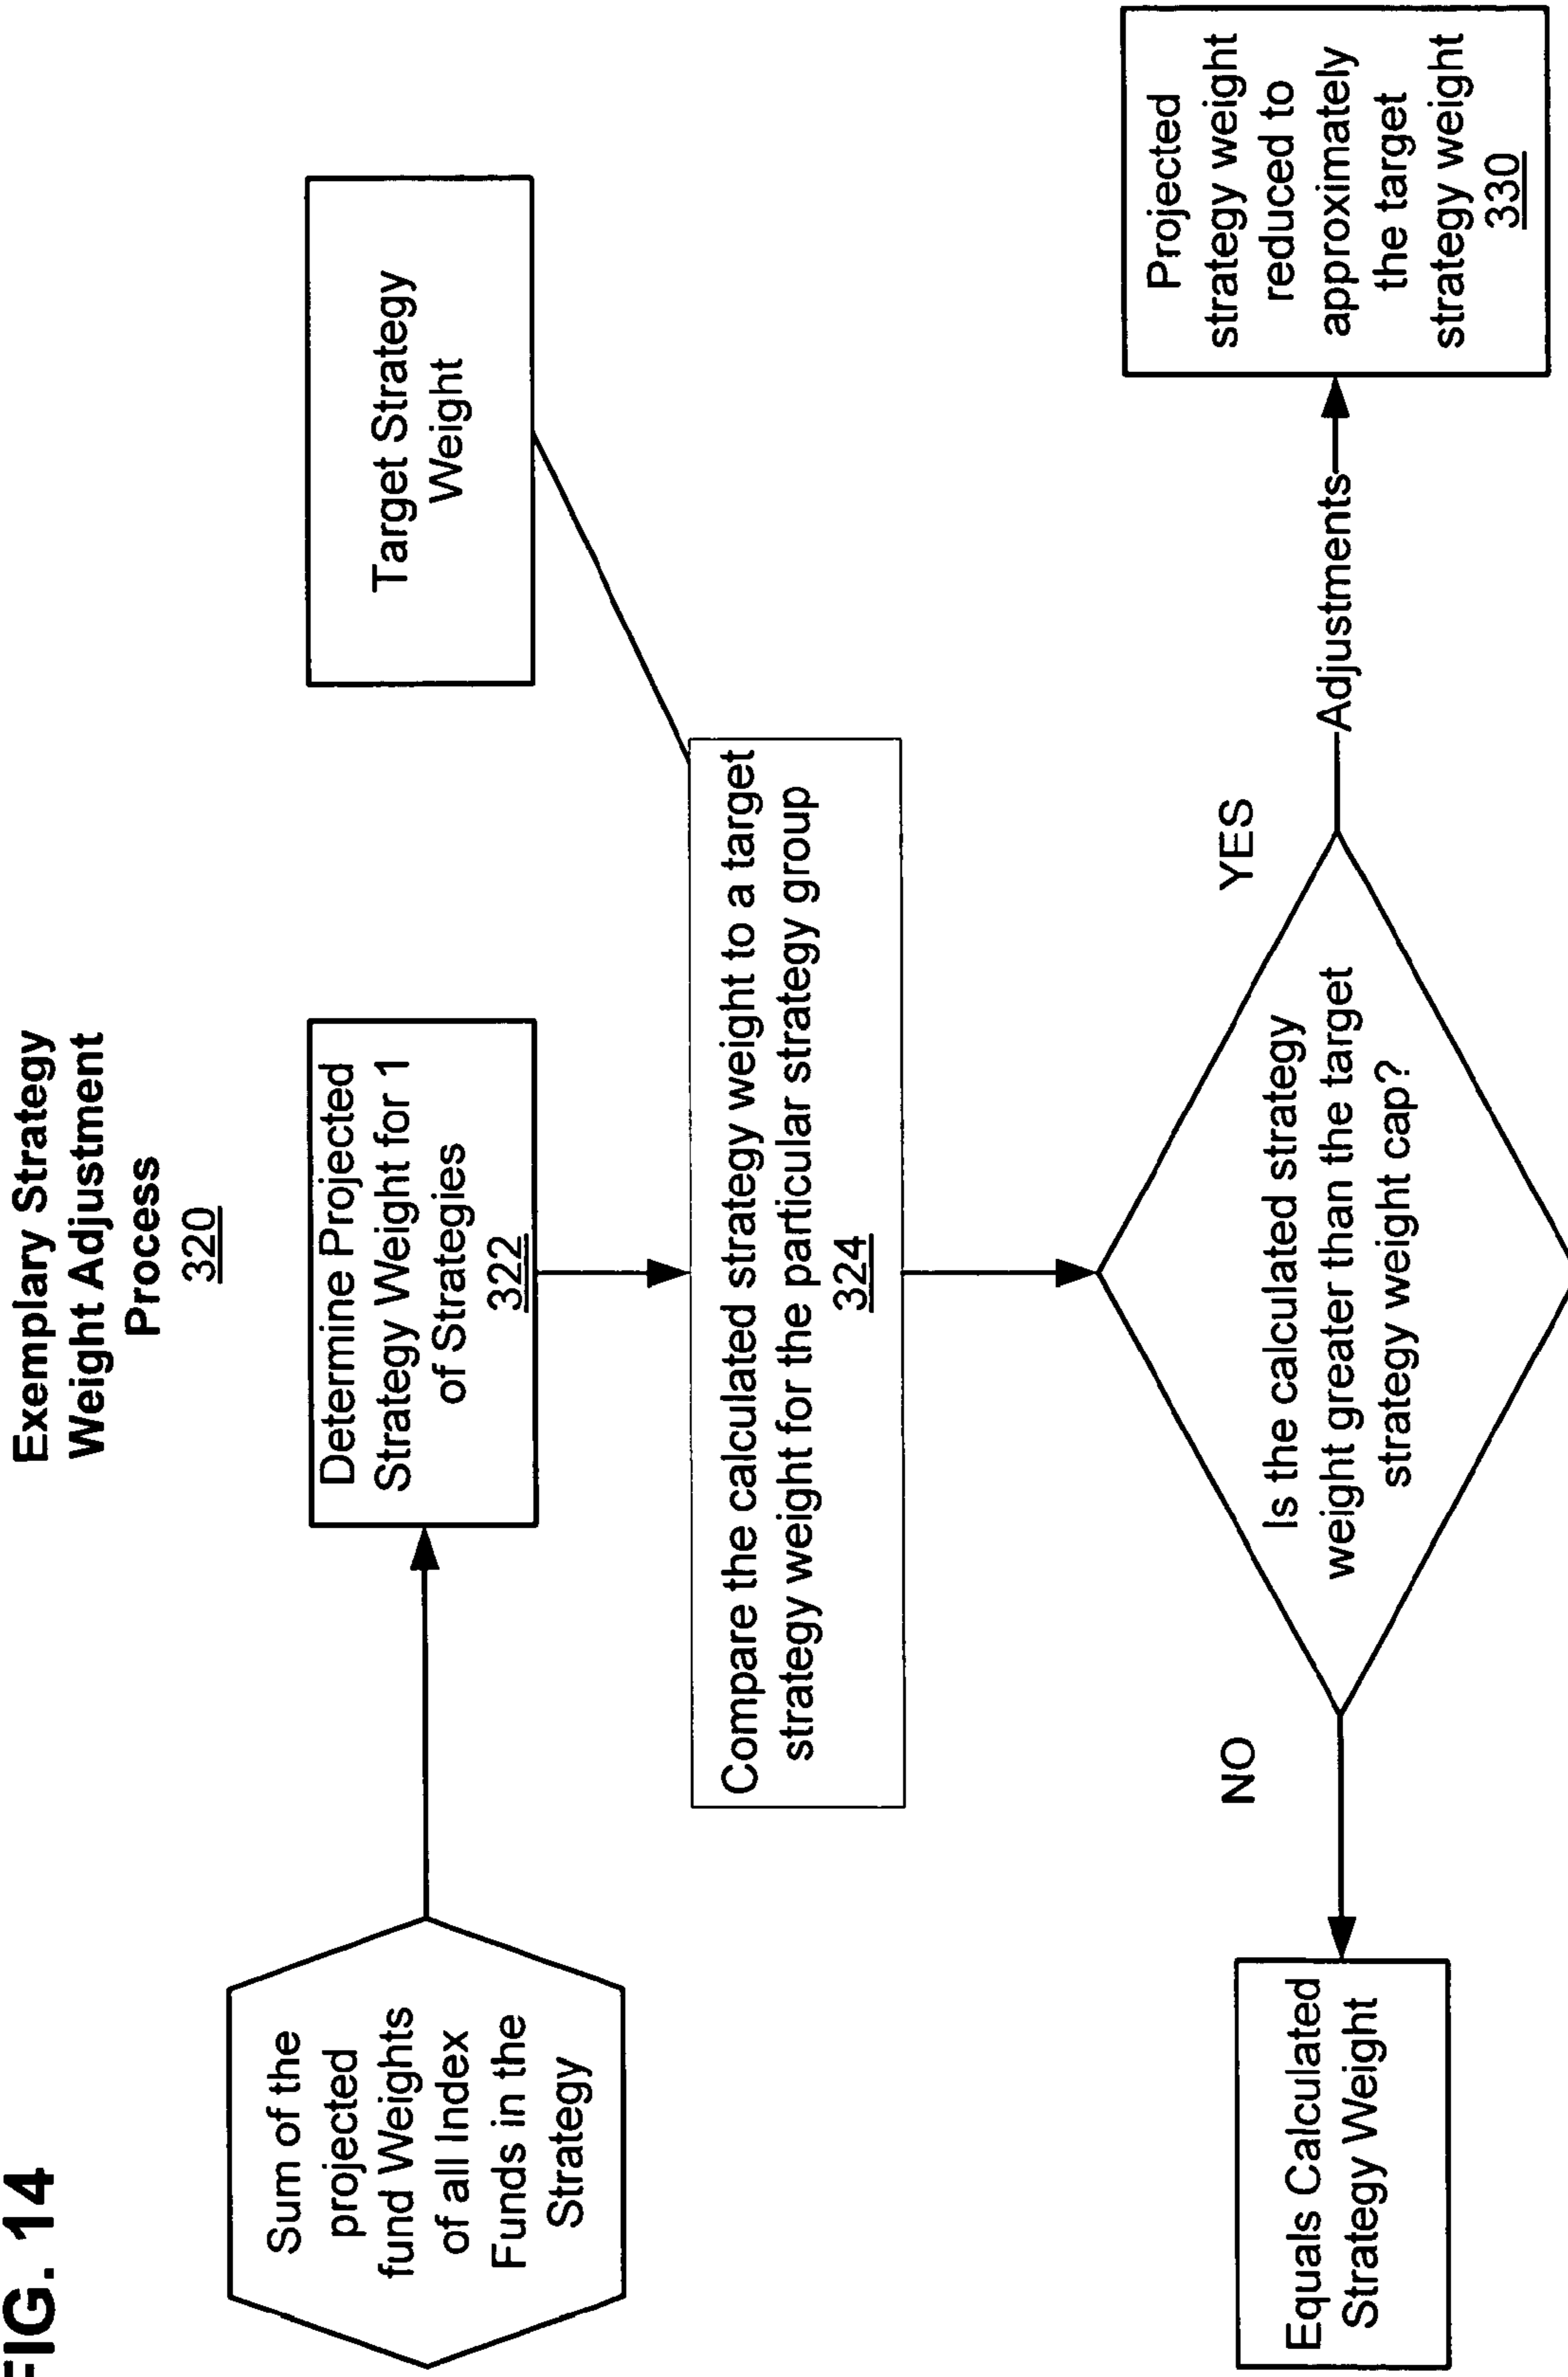 FIG. 14
Exemplary Strategy
Weight Adjustment
Process
320
Sum of the
projected
fund Weights
of all Index
Funds in the
Strategy
Determine Projected
Strategy Weight for 1
of Strategies
322
Target Strategy
Weight
Compare the calculated strategy weight to a target
strategy weight for the particular strategy group
324
Is the calculated strategy
weight greater than the target
strategy weight cap?
NO
Equals Calculated
Strategy Weight
YES
Adjustments
Projected
strategy weight
reduced to
approximately
the target
strategy weight
330